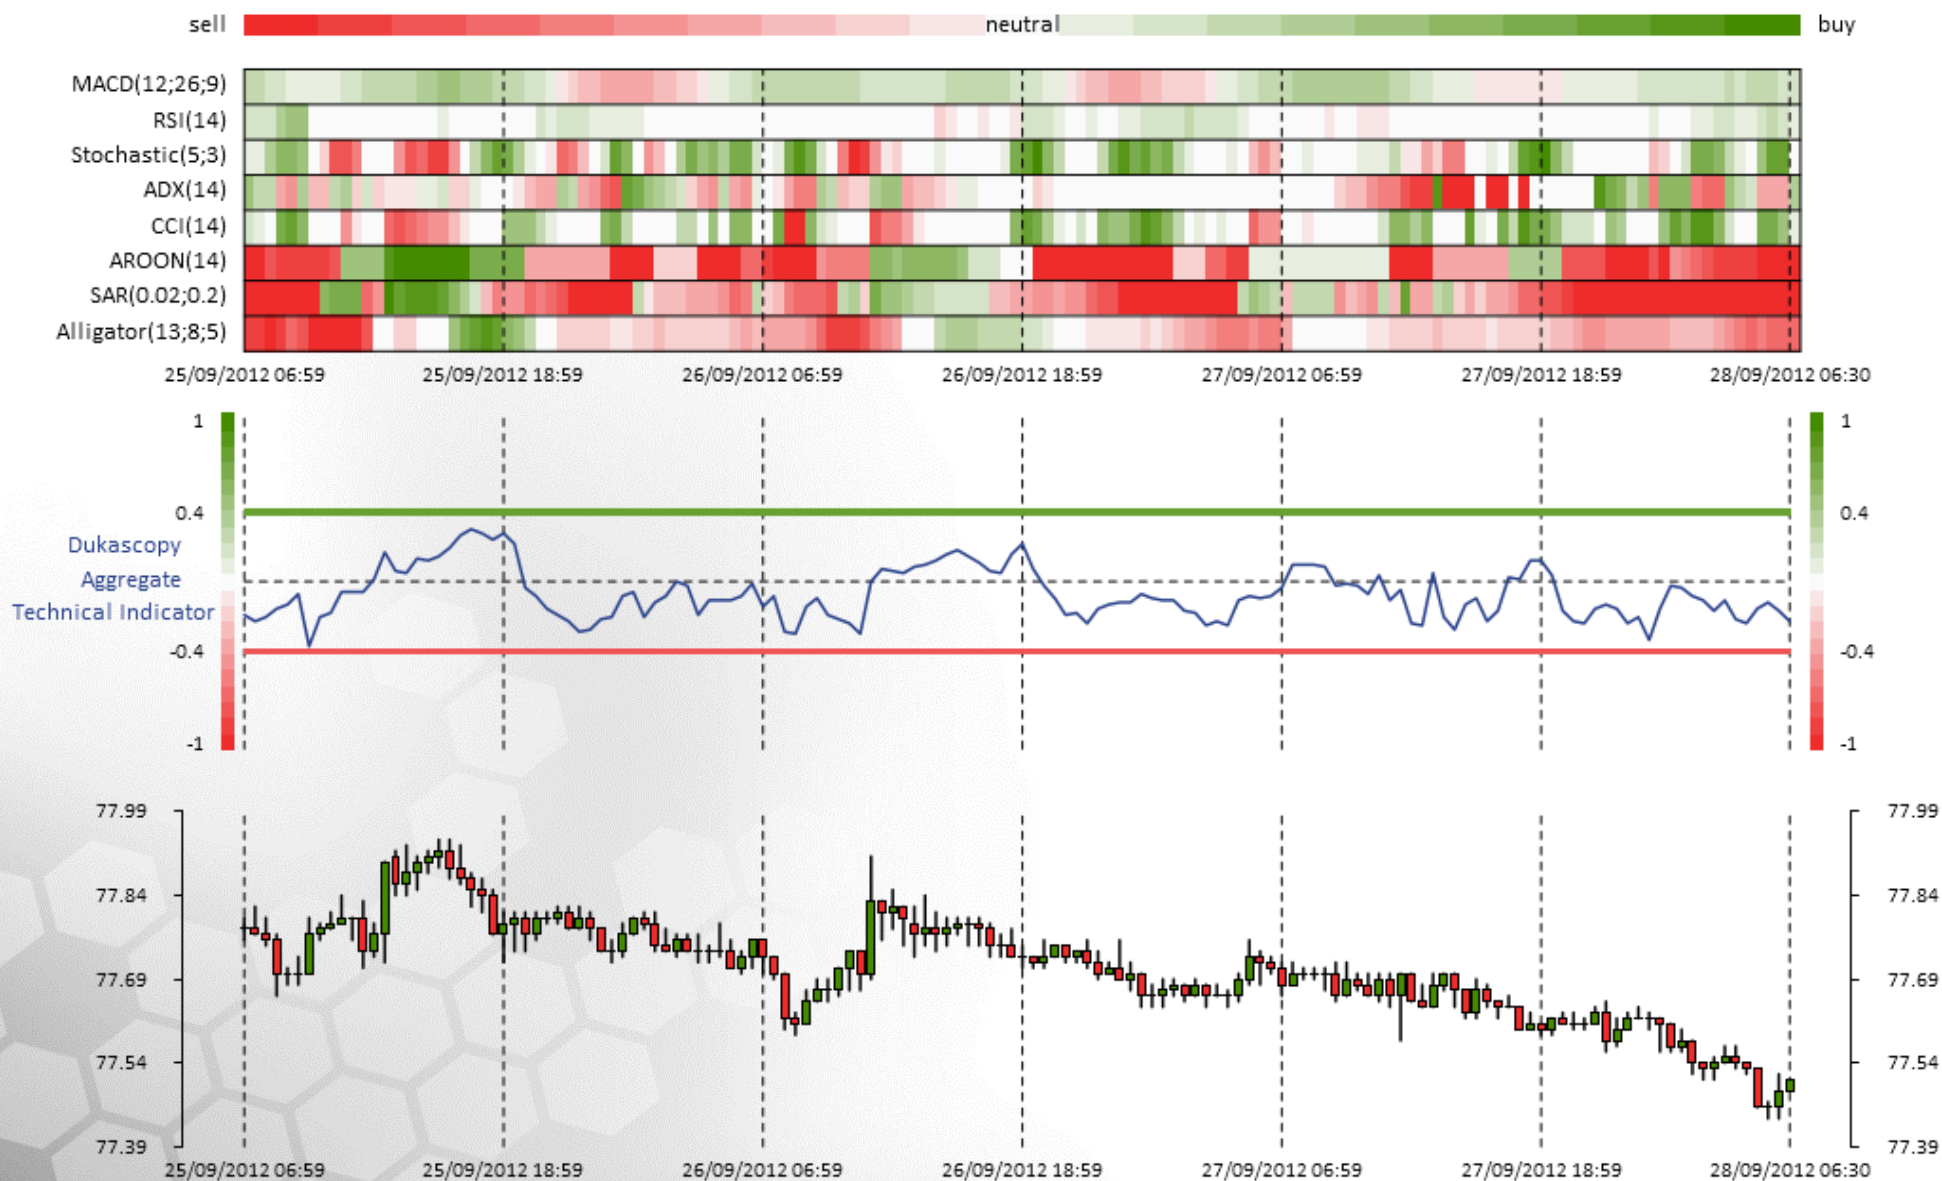 sell neutral buy
MACD(12;26;9)
RSI(14)
Stochastic(5;3)
ADX(14)
CCI(14)
AROON(14)
SAR(0.02;0.2)
Alligator(13;8;5)
25/09/2012 06:59 25/09/2012 18:59 26/09/2012 06:59 26/09/2012 18:59 27/09/2012 06:59 27/09/2012 18:59 28/09/2012 06:30
1 1
0.4 0.4
Dukascopy
Aggregate
Technical Indicator
-0.4 -0.4
-1 -1
77.99 77.99
77.84 77.84
77.69 77.69
77.54 77.54
77.39 77.39
25/09/2012 06:59 25/09/2012 18:59 26/09/2012 06:59 26/09/2012 18:59 27/09/2012 06:59 27/09/2012 18:59 28/09/2012 06:30